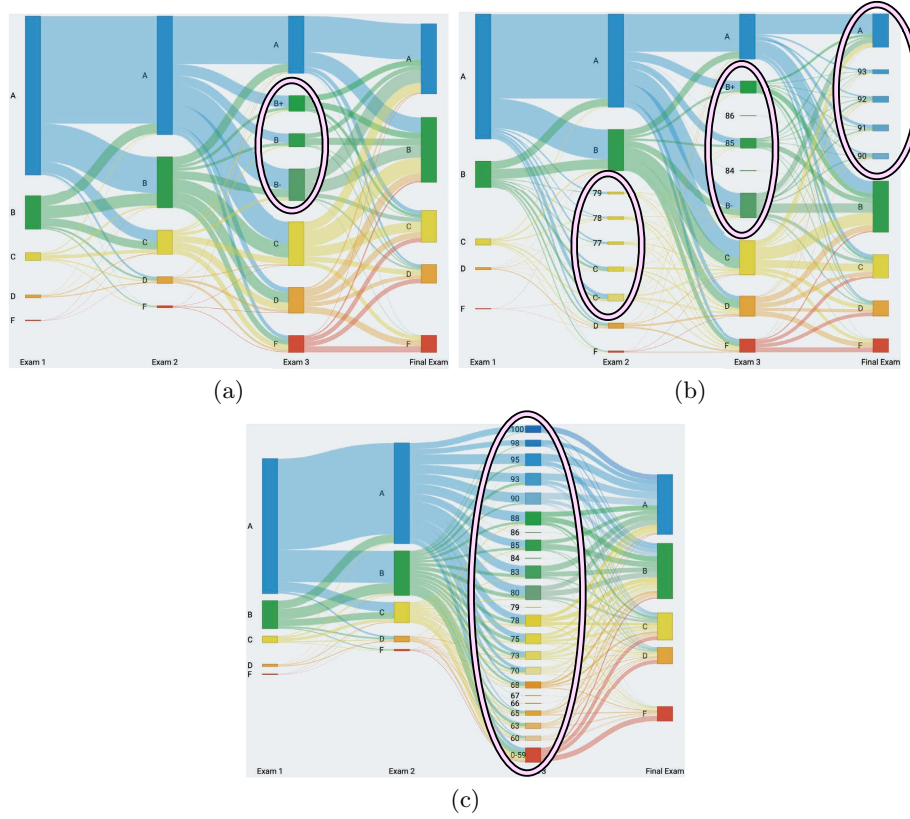 A
B
C
D
F
Exam 1
A
B
C
D
F
Exam 2
A
B+
B
B-
C
D
F
Exam 3
A
B
C
D
F
Final Exam
(a)
A
B
C
D
F
Exam 1
A
B
79
78
77
C
C-
D
F
Exam 2
A
B+
86
85
84
B-
C
D
F
Exam 3
A
93
92
91
90
B
C
D
F
Final Exam
(b)
A
B
C
D
F
Exam 1
A
B
C
D
F
Exam 2
100
98
95
93
90
88
86
85
84
83
80
79
78
75
73
70
68
67
66
65
63
60
0-59
3
A
B
C
D
F
Final Exam
(c)